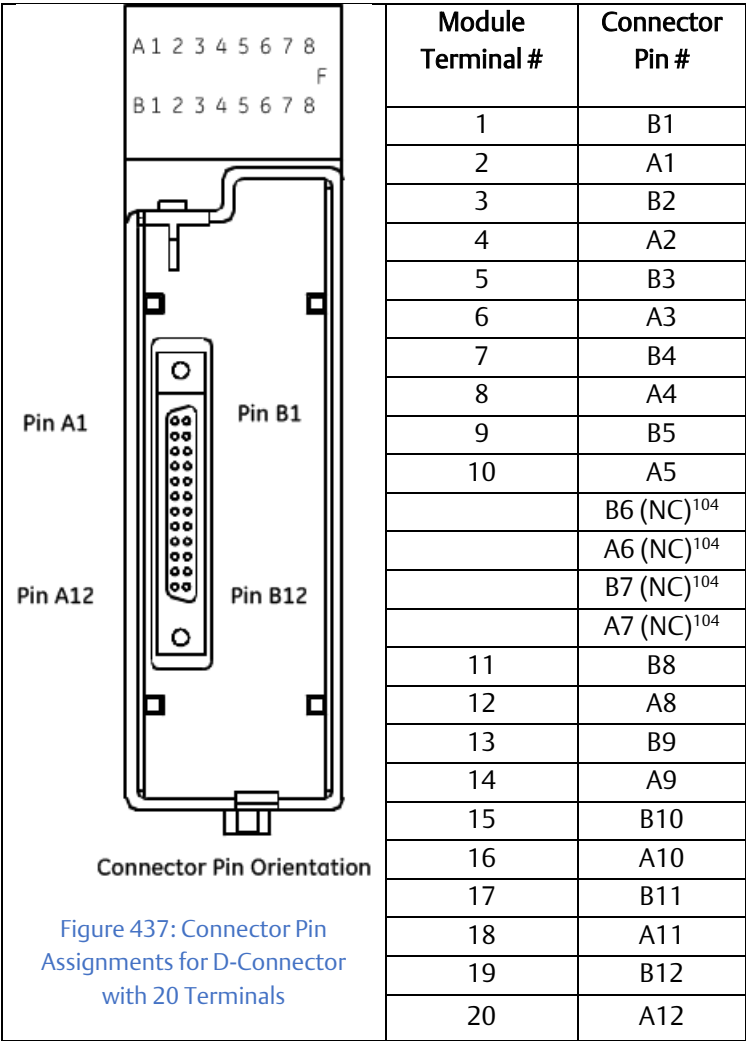 A 1 2 3 4 5 6 7 8
F
B 1 2 3 4 5 6 7 8
Pin A1
Pin B1
Pin A12
Pin B12
Connector Pin Orientation
Figure 437: Connector Pin
Assignments for D-Connector
with 20 Terminals
Module Terminal # Connector Pin #
1 B1
2 A1
3 B2
4 A2
5 B3
6 A3
7 B4
8 A4
9 B5
10 A5
B6 (NC)104
A6 (NC)104
B7 (NC)104
A7 (NC)104
11 B8
12 A8
13 B9
14 A9
15 B10
16 A10
17 B11
18 A11
19 B12
20 A12